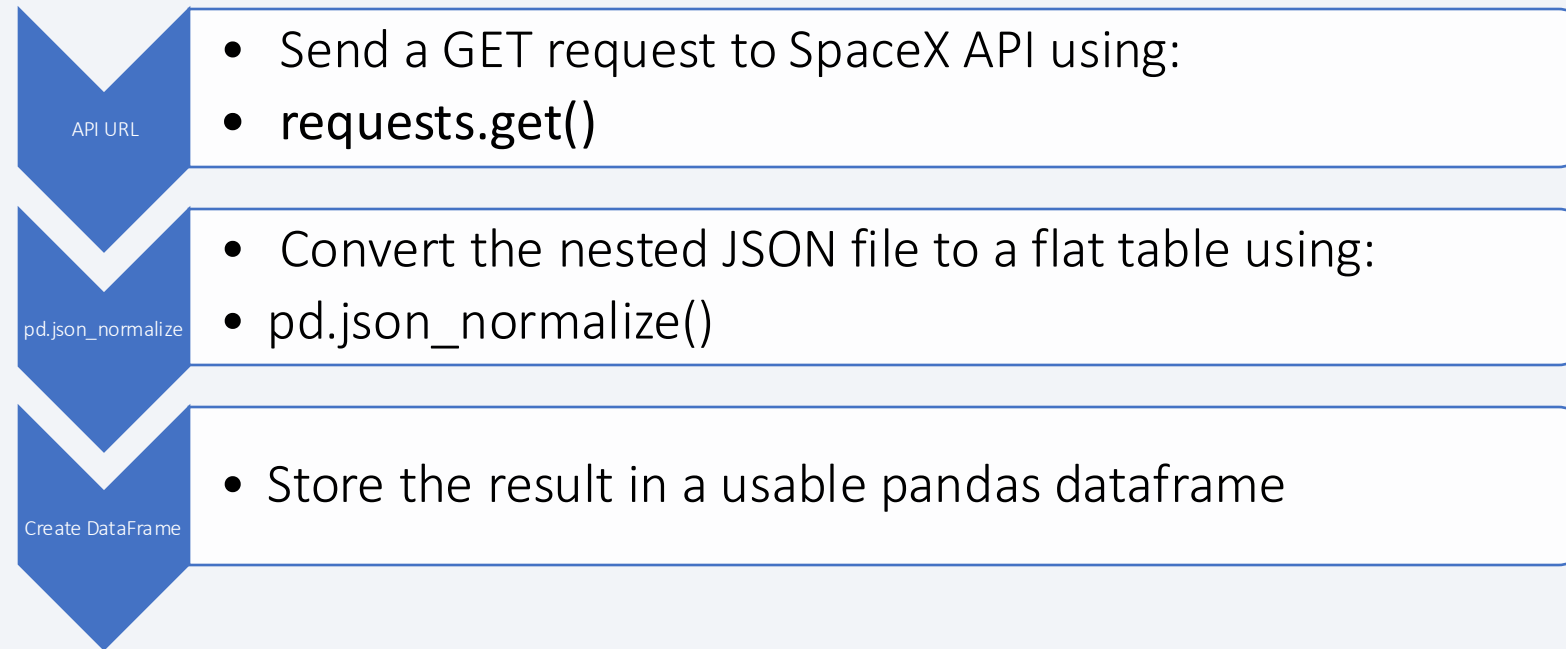 API URL
• Send a GET request to SpaceX API using:
• requests.get()
pd.json_normalize
• Convert the nested JSON file to a flat table using:
• pd.json_normalize()
Create DataFrame
• Store the result in a usable pandas dataframe